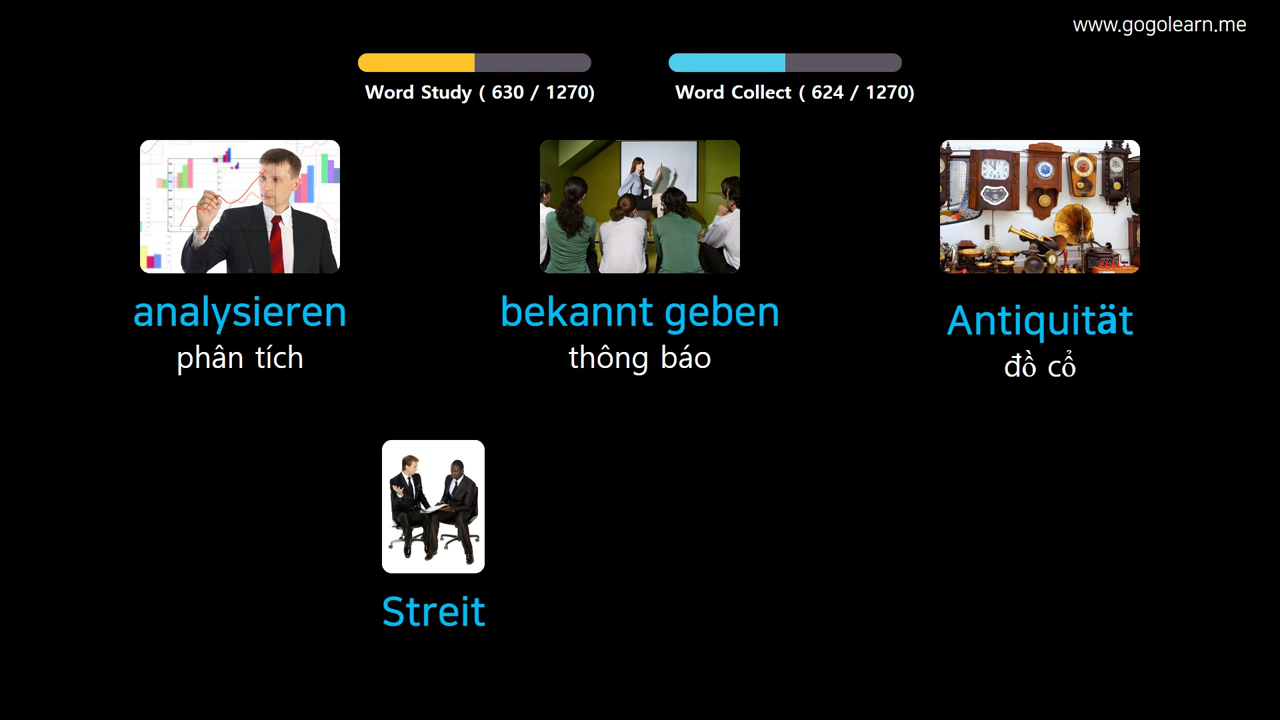 www.gogolearn.me
Word Study ( 630 / 1270)
Word Collect ( 624 / 1270)
analysieren
phân tích
bekannt geben
thông báo
Antiquität
đồ cổ
Streit